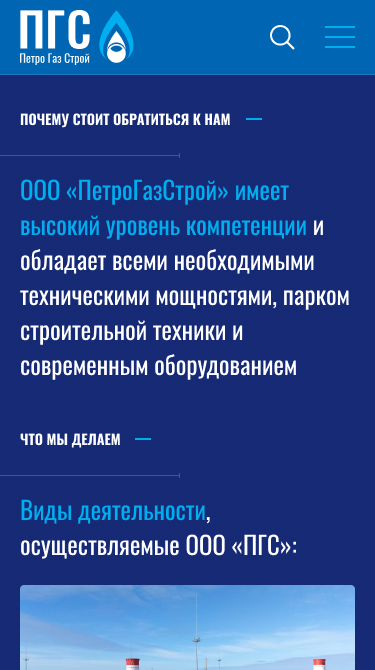 ПГС
Петро Газ Строй
ПОЧЕМУ СТОИТ ОБРАТИТЬСЯ К НАМ
ООО «ПетроГазСтрой» имеет
высокий уровень компетенции и
обладает всеми необходимыми
техническими мощностями, парком
строительной техники и
современным оборудованием
ЧТО МЫ ДЕЛАЕМ
Виды деятельности,
осуществляемые ООО «ПГС»: